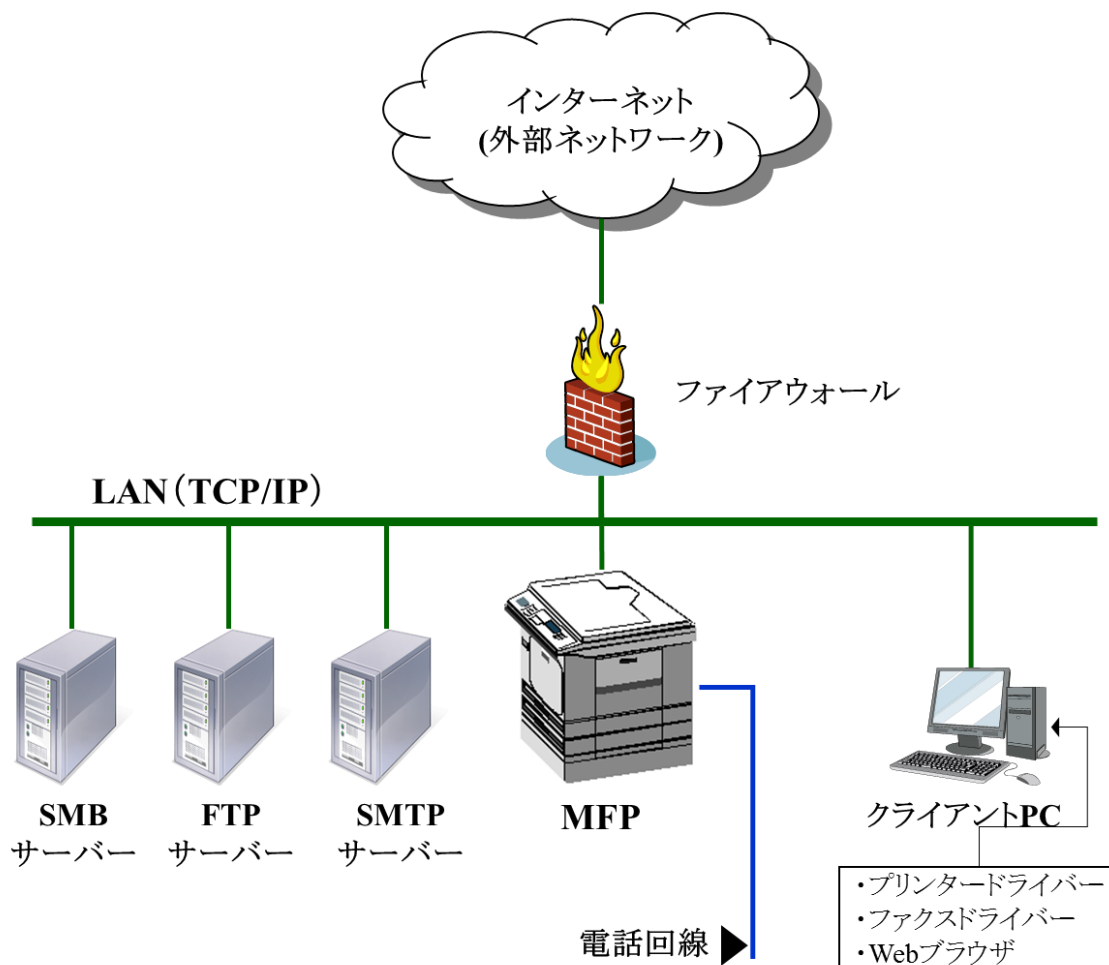 インターネット
(外部ネットワーク)
ファイアウォール
LAN(TCP/IP)
SMB
サーバー
FTP
サーバー
SMTP
サーバー
MFP
クライアントPC
電話回線
・プリンタードライバー
・ファクスドライバー
・Webブラウザ